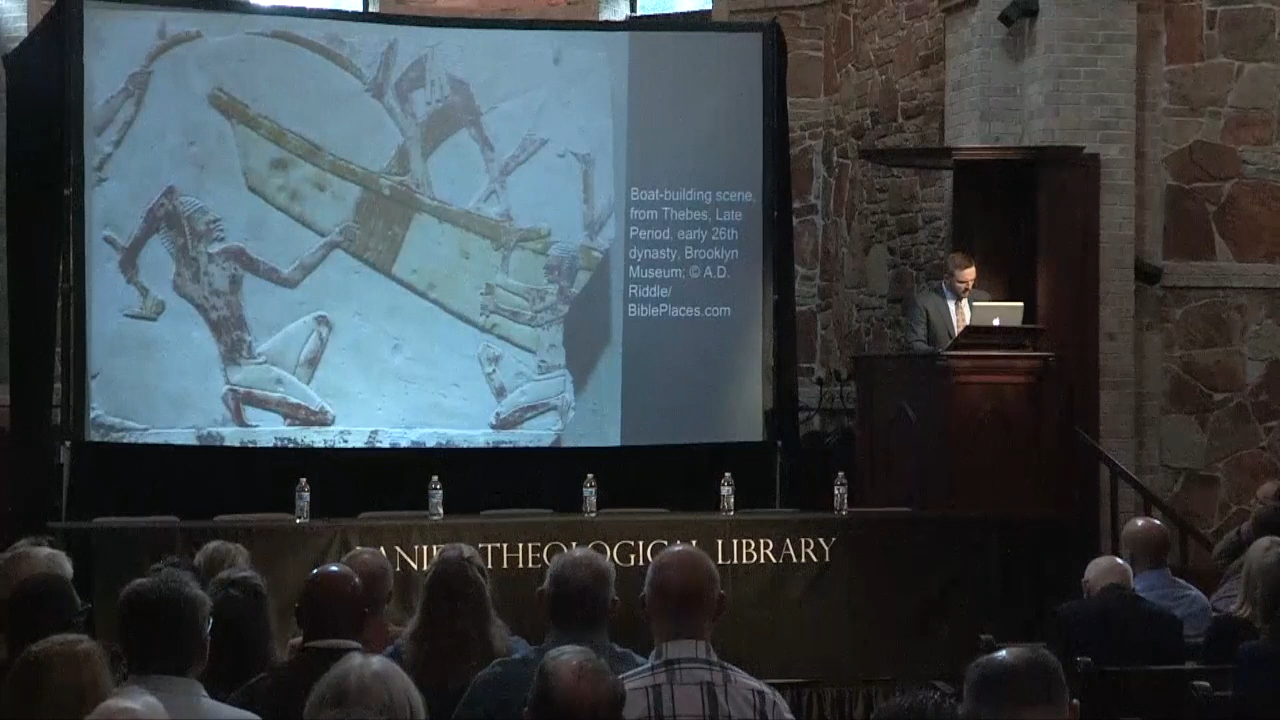 Boat-building scene,
from Thebes, Late
Period, early 26th
dynasty, Brooklyn
Museum; © A.D.
Riddle/
BiblePlaces.com
THEOLOGICAL LIBRARY